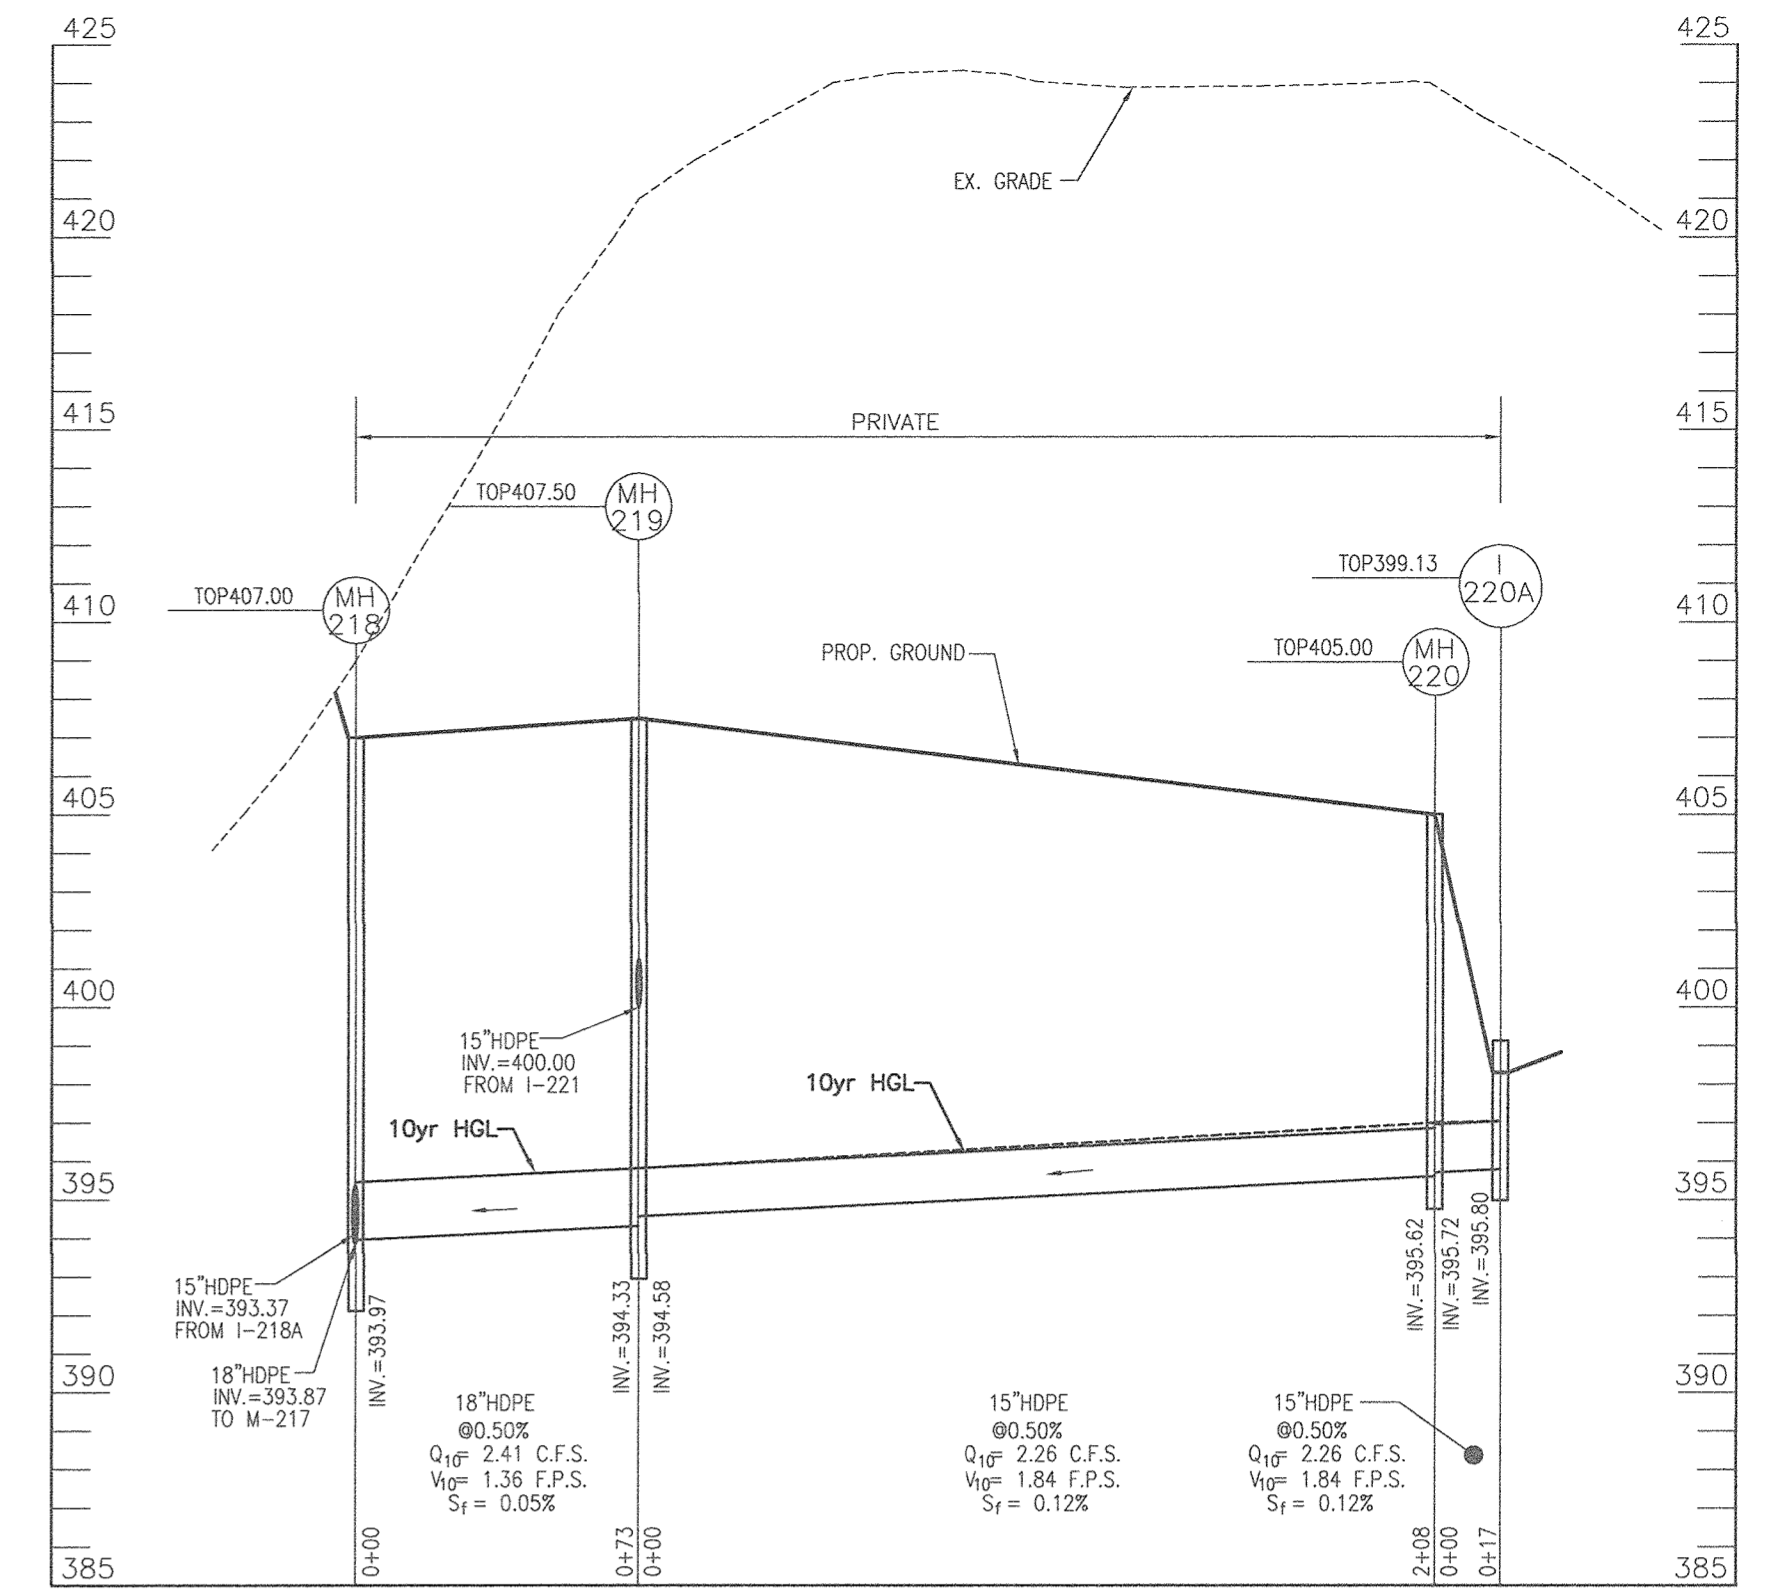 425
420
415
410
405
400
395
390
385
425
420
415
410
405
400
395
390
385
EX. GRADE
PRIVATE
TOP407.50
MH
219
TOP407.00
MH
218
TOP399.13
I
220A
TOP405.00
MH
220
PROP. GROUND
15"HDPE
INV.=400.00
FROM I-221
10yr HGL
10yr HGL
15"HDPE
INV.=393.37
FROM I-218A
18"HDPE
INV.=393.87
TO M-217
INV.=393.97
INV.=394.33
INV.=394.58
INV.=395.62
INV.=395.72
INV.=395.80
18"HDPE
@0.50%
Q10= 2.41 C.F.S.
V10= 1.36 F.P.S.
Sf = 0.05%
15"HDPE
@0.50%
Q10= 2.26 C.F.S.
V10= 1.84 F.P.S.
Sf = 0.12%
15"HDPE
@0.50%
Q10= 2.26 C.F.S.
V10= 1.84 F.P.S.
Sf = 0.12%
0+00
0+73
0+00
2+08
0+00
0+17